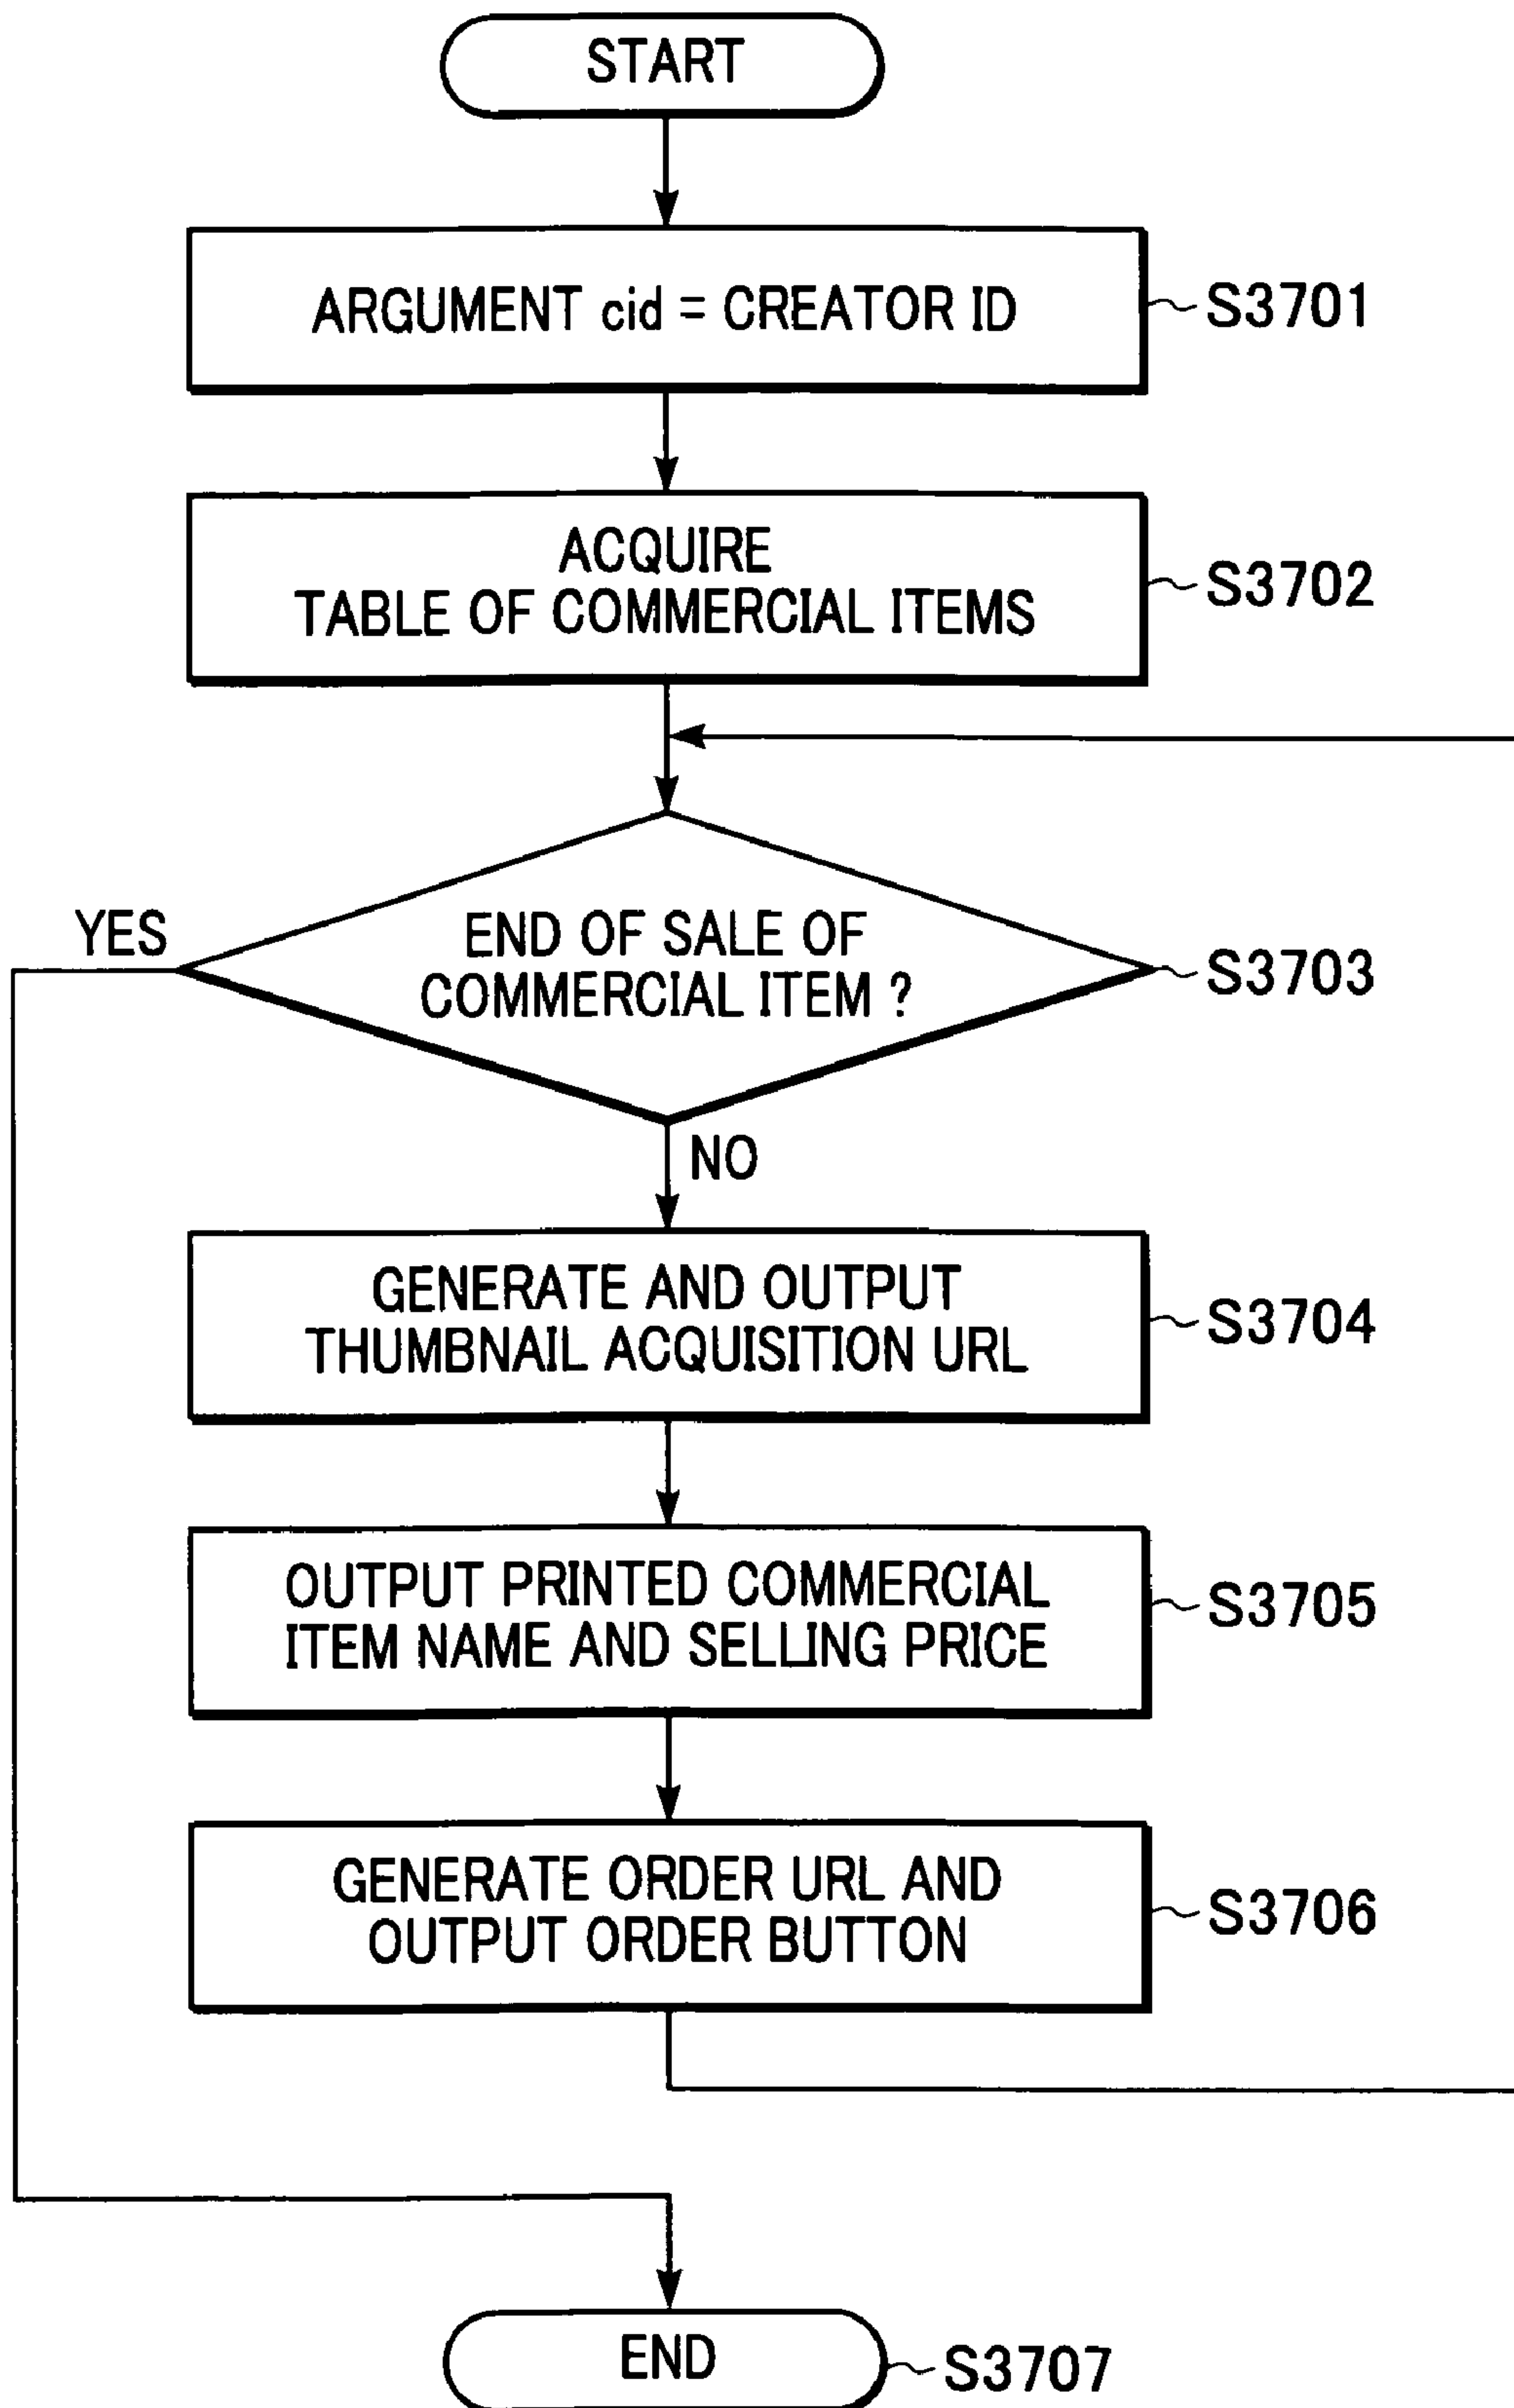 START
ARGUMENT cid = CREATOR ID
S3701
ACQUIRE
TABLE OF COMMERCIAL ITEMS
S3702
YES
END OF SALE OF
COMMERCIAL ITEM ?
S3703
NO
GENERATE AND OUTPUT
THUMBNAIL ACQUISITION URL
S3704
OUTPUT PRINTED COMMERCIAL
ITEM NAME AND SELLING PRICE
S3705
GENERATE ORDER URL AND
OUTPUT ORDER BUTTON
S3706
END
S3707